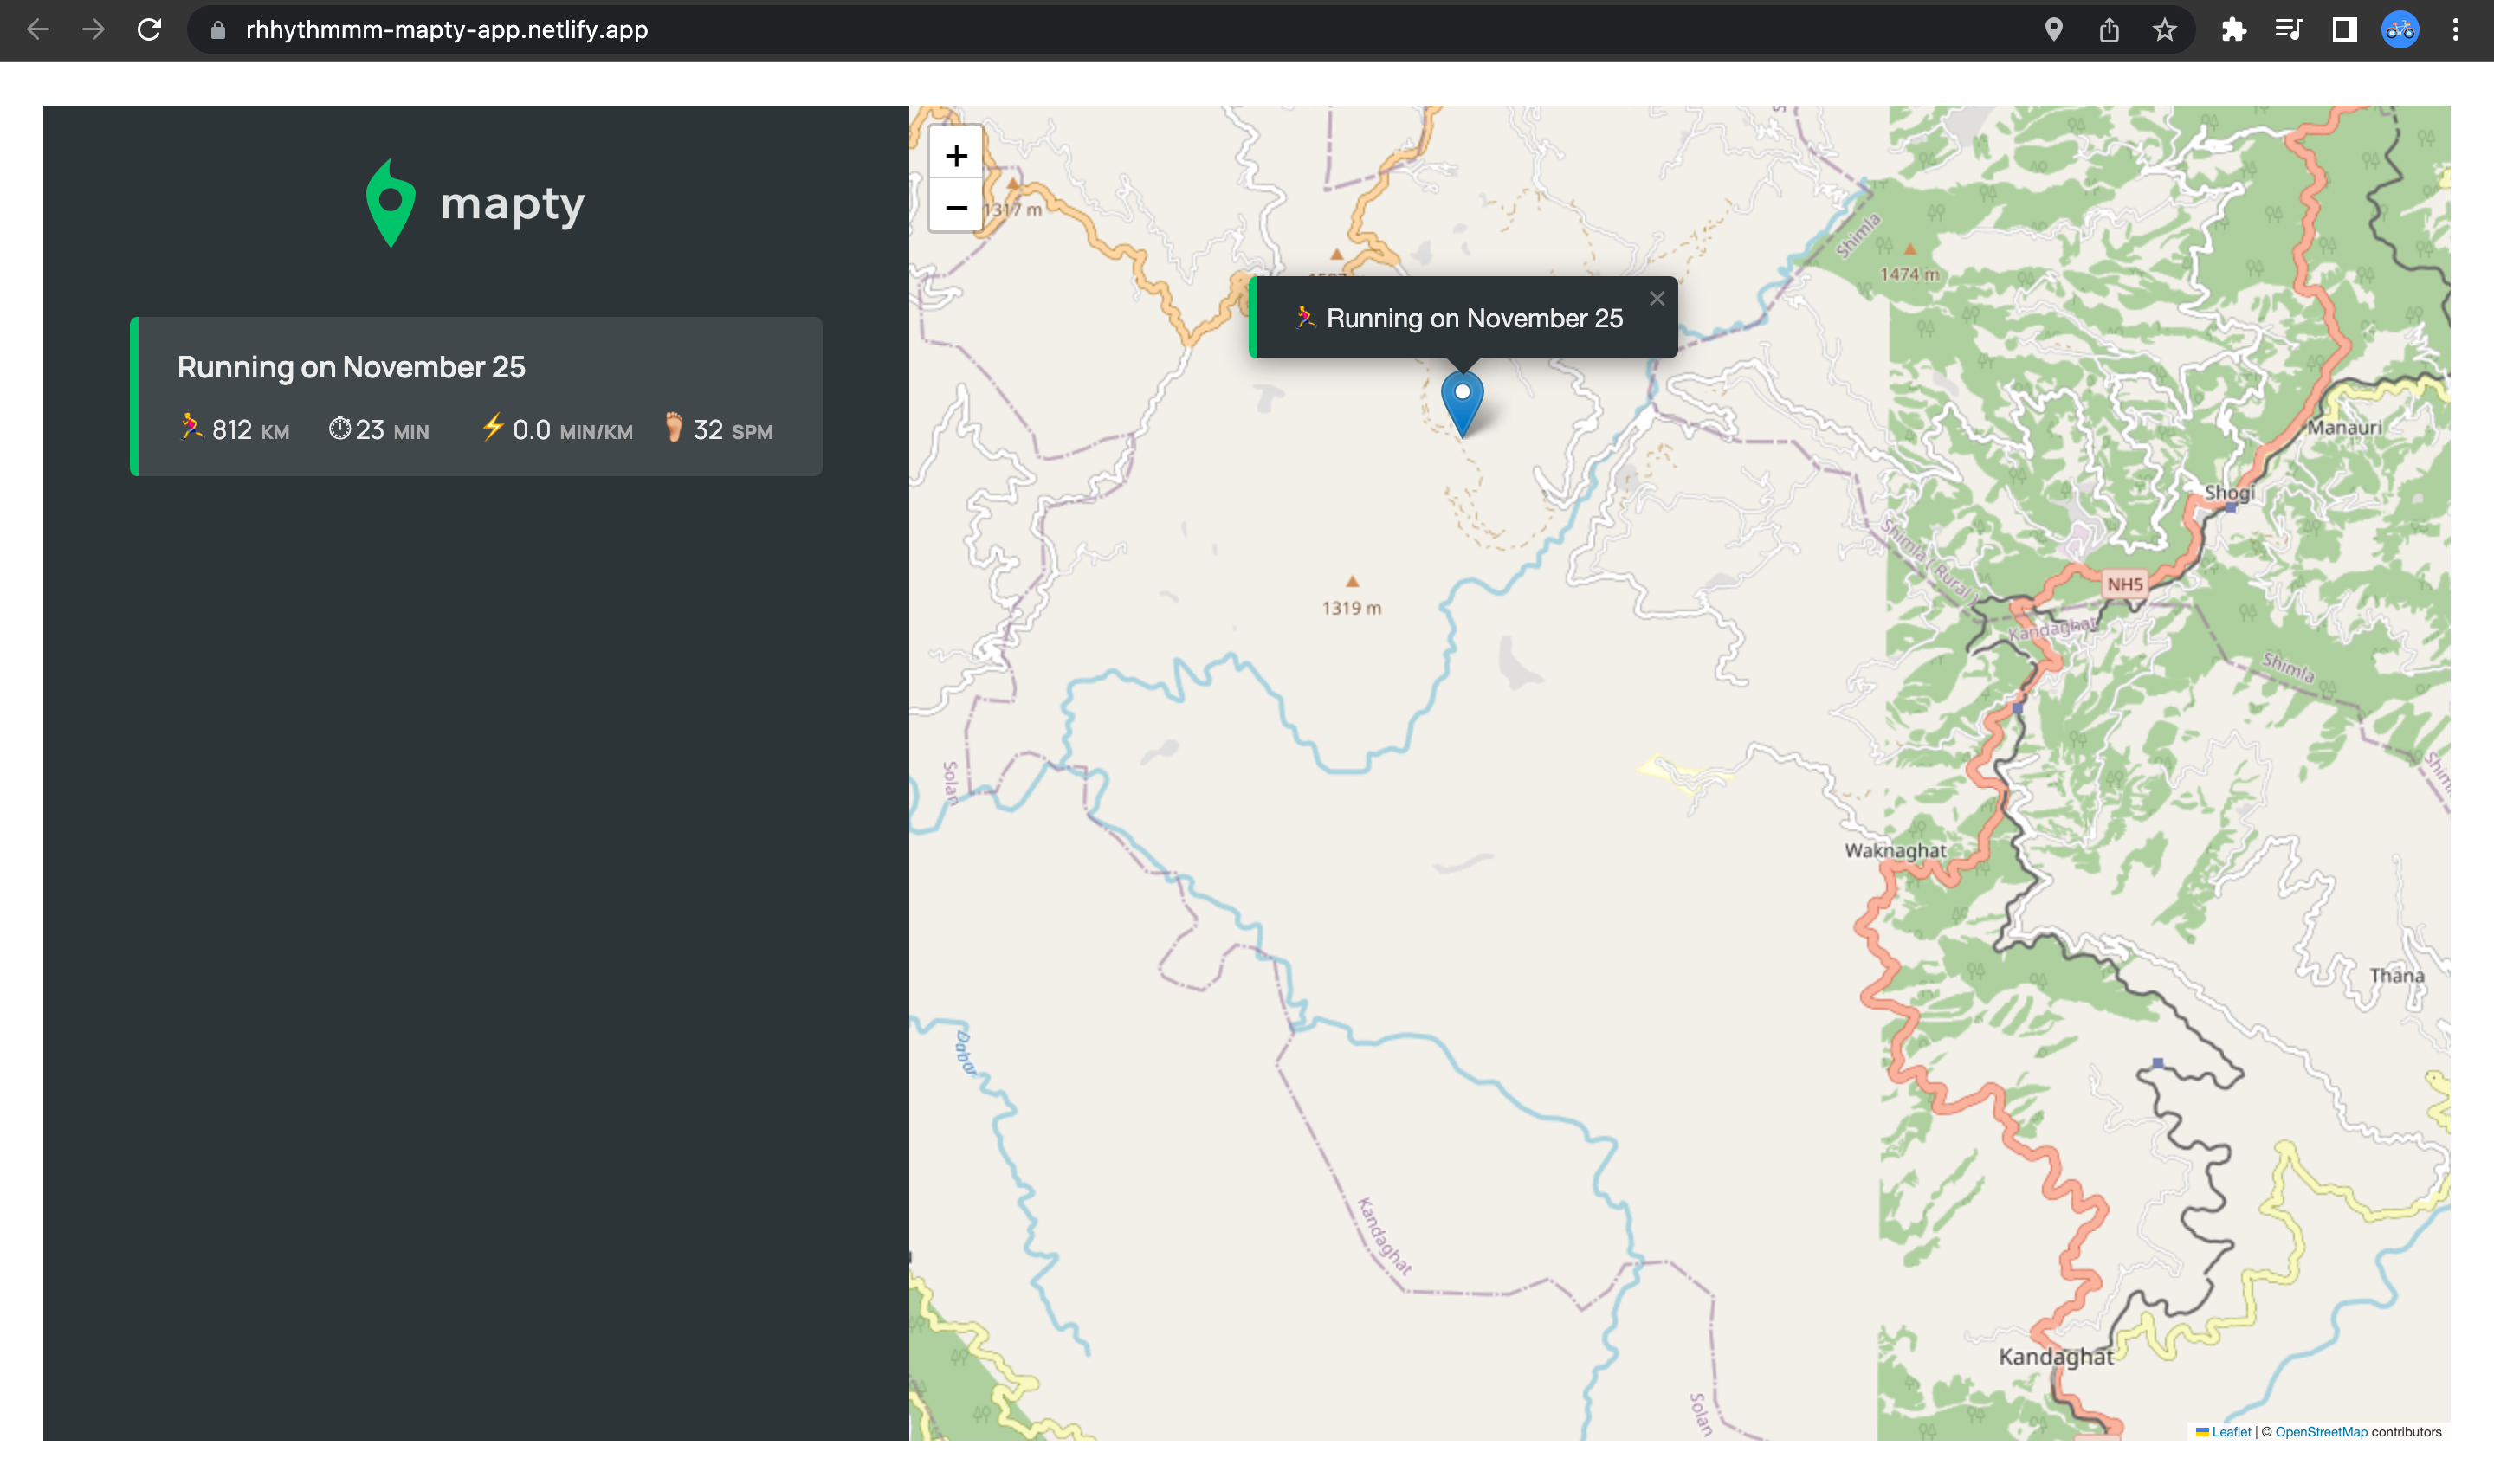 rhhythmmm-mapty-app.netlify.app
mapty
Running on November 25
🏃‍♂️ 812 KM ⏱ 23 MIN ⚡️ 0.0 MIN/KM 🦶🏼 32 SPM
+
−
1317 m
🏃‍♂️ Running on November 25
×
Shimla
1474 m
Manauri
Shogi
Shimla (Rural)
NH5
1319 m
Kandaghat
Shimla
Shim
Solan
Waknaghat
Thana
Dabar
Kandaghat
Kandaghat
Solan
Leaflet | © OpenStreetMap contributors